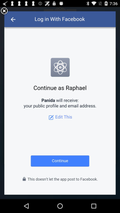 7:36
Log in With Facebook
Continue as Raphael
Panida will receive
your public profile and email address.
Edit This
Continue
This doesn't let the app post to Facebook.